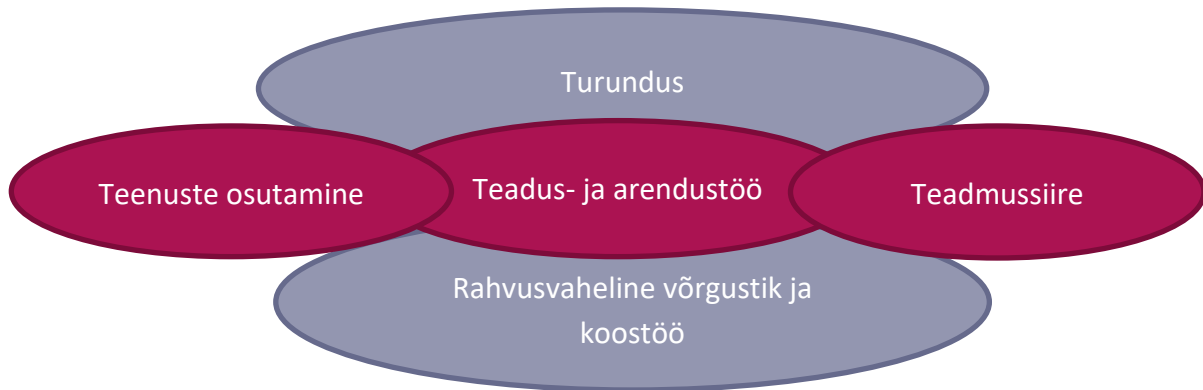 Turundus
Teenuste osutamine
Teadus- ja arendustöö
Teadmussiire
Rahvusvaheline võrgustik ja
koostöö